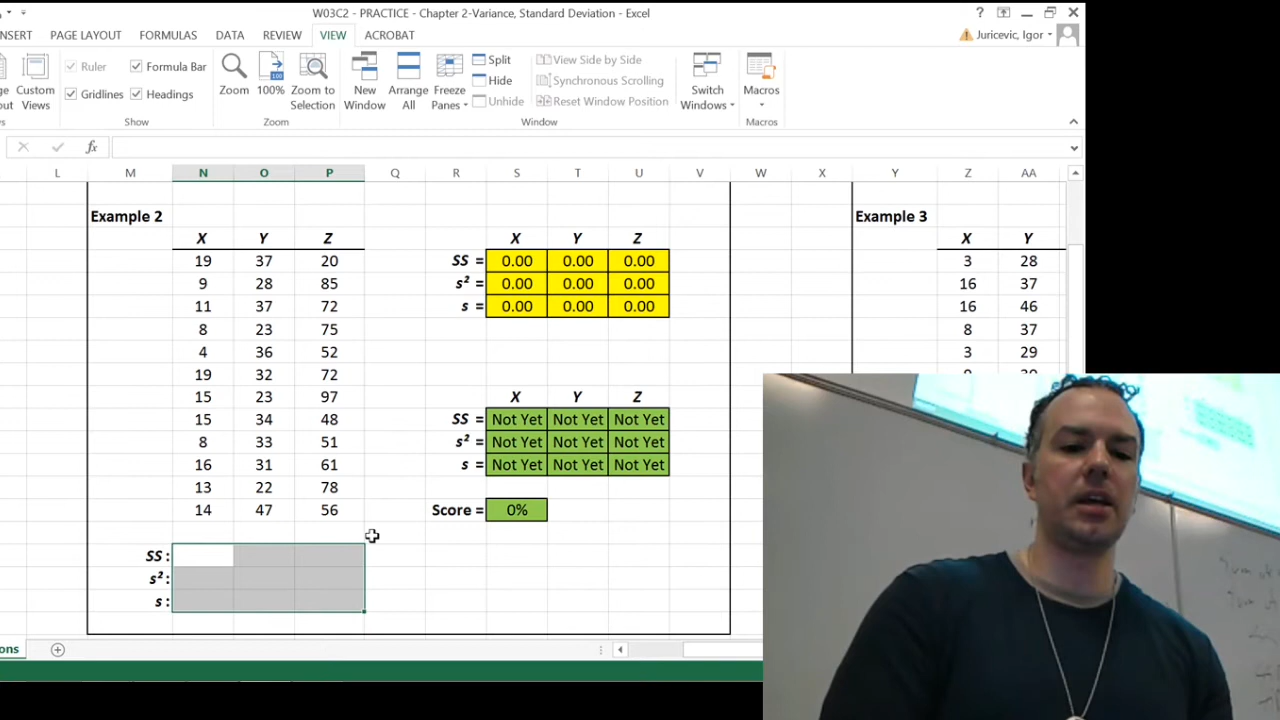 W03C2 - PRACTICE - Chapter 2-Variance, Standard Deviation - Excel
?
NSERT PAGE LAYOUT FORMULAS DATA REVIEW VIEW ACROBAT
Juricevic, Igor
Custom Views
Ruler
Formula Bar
Gridlines
Headings
Show
Zoom
100%
Zoom to Selection
Zoom
New Window
Arrange All
Freeze Panes
Split
Hide
Unhide
View Side by Side
Synchronous Scrolling
Reset Window Position
Window
Switch Windows
Macros
Macros
fx
L M N O P Q R S T U V W X Y Z AA
Example 2
X Y Z
19 37 20
9 28 85
11 37 72
8 23 75
4 36 52
19 32 72
15 23 97
15 34 48
8 33 51
16 31 61
13 22 78
14 47 56
SS :
s² :
s :
X Y Z
SS = 0.00 0.00 0.00
s² = 0.00 0.00 0.00
s = 0.00 0.00 0.00
X Y Z
SS = Not Yet Not Yet Not Yet
s² = Not Yet Not Yet Not Yet
s = Not Yet Not Yet Not Yet
Score = 0%
Example 3
X Y
3 28
16 37
16 46
8 37
3 29
ons